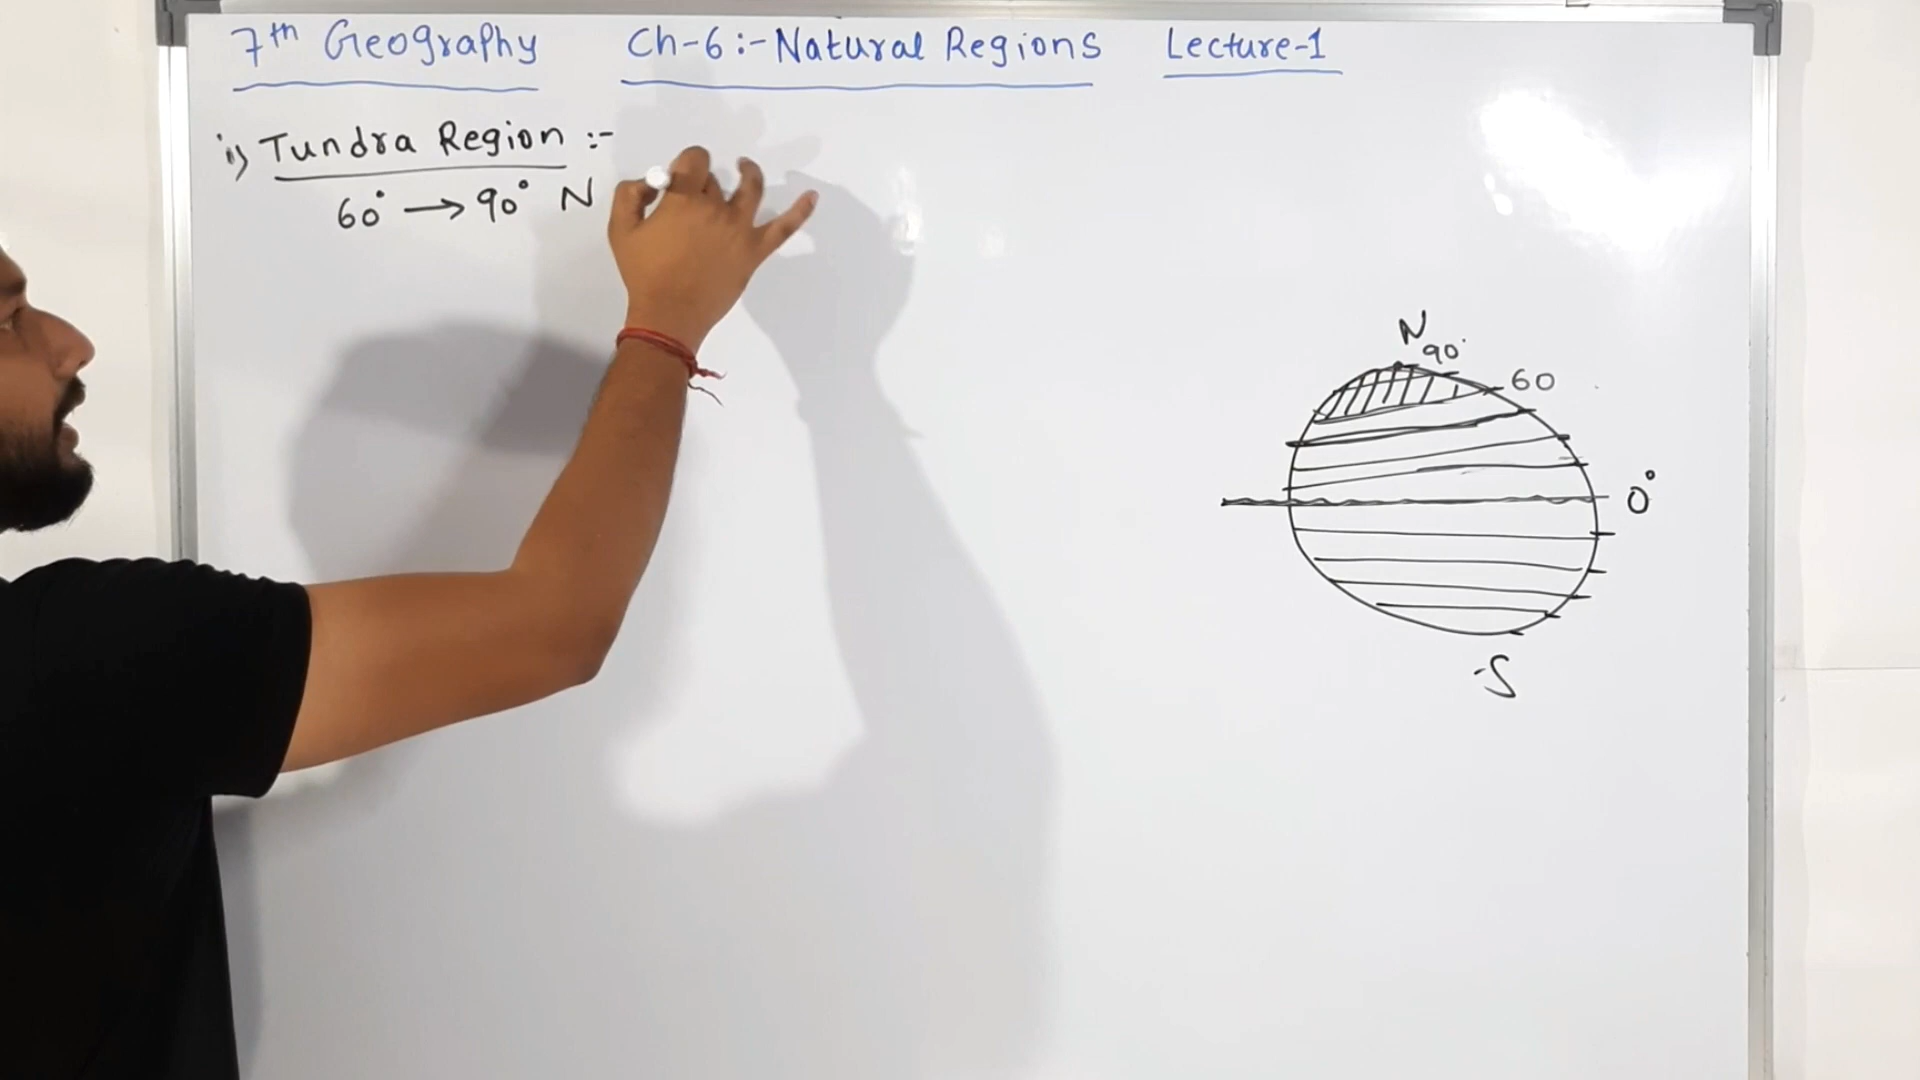 7th Geography Ch-6:- Natural Regions Lecture-1
i) Tundra Region :-
60° → 90° N
N
90°
60
0°
S